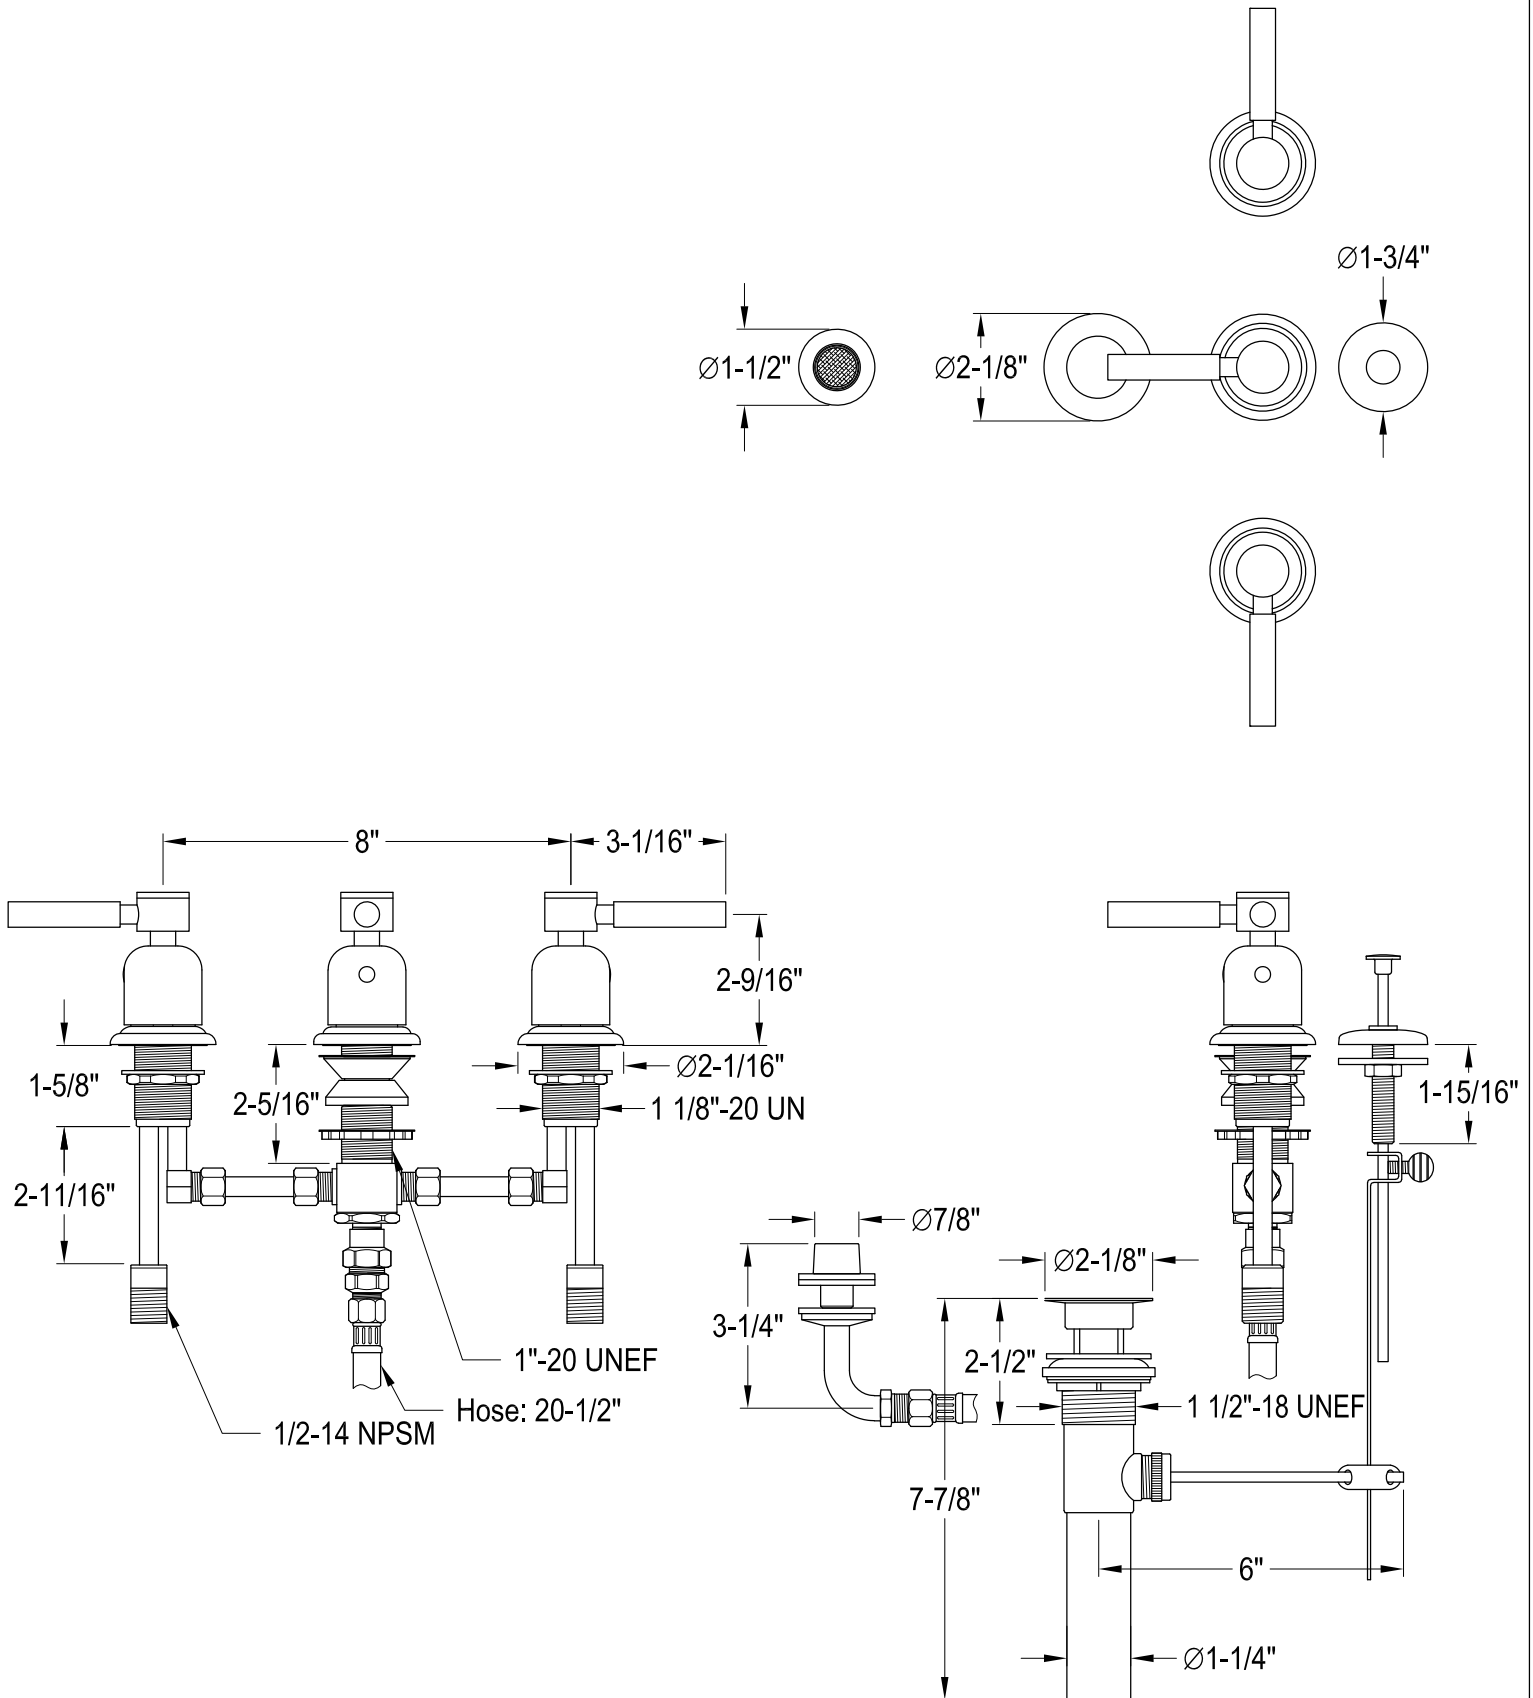 Ø1-3/4"
Ø1-1/2"
Ø2-1/8"
8"
3-1/16"
2-9/16"
1-5/8"
2-5/16"
Ø2-1/16"
1 1/8"-20 UN
1-15/16"
2-11/16"
Ø7/8"
Ø2-1/8"
3-1/4"
2-1/2"
1"-20 UNEF
Hose: 20-1/2"
1 1/2"-18 UNEF
1/2-14 NPSM
7-7/8"
6"
Ø1-1/4"